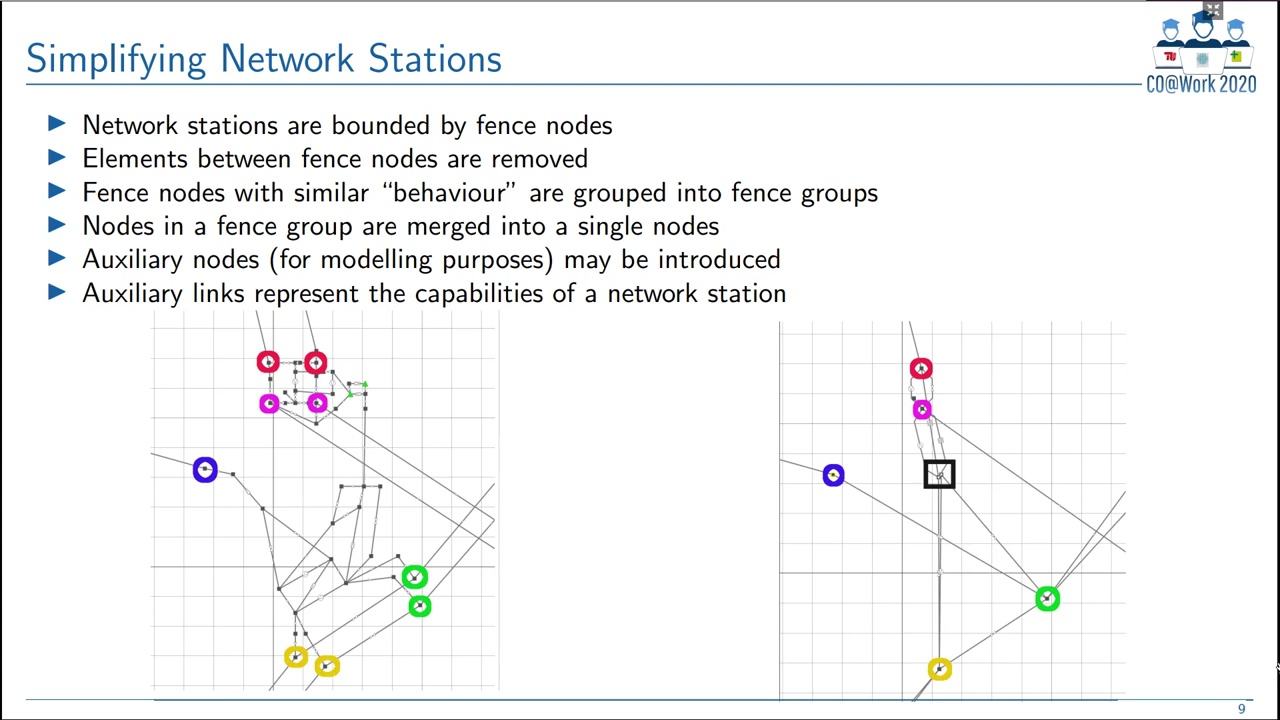 Simplifying Network Stations
CO@Work 2020
Network stations are bounded by fence nodes
Elements between fence nodes are removed
Fence nodes with similar “behaviour” are grouped into fence groups
Nodes in a fence group are merged into a single nodes
Auxiliary nodes (for modelling purposes) may be introduced
Auxiliary links represent the capabilities of a network station
9